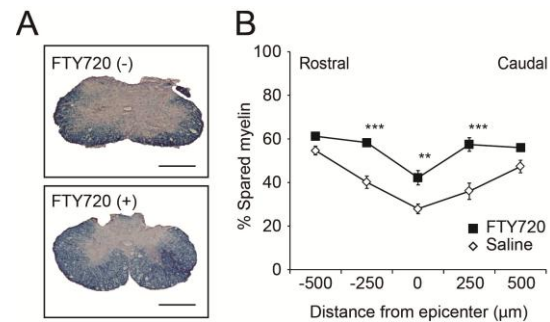 A
FTY720 (-)
FTY720 (+)
B
% Spared myelin
100
80
60
40
20
0
Rostral
Caudal
***
**
***
FTY720
Saline
-500
-250
0
250
500
Distance from epicenter (µm)